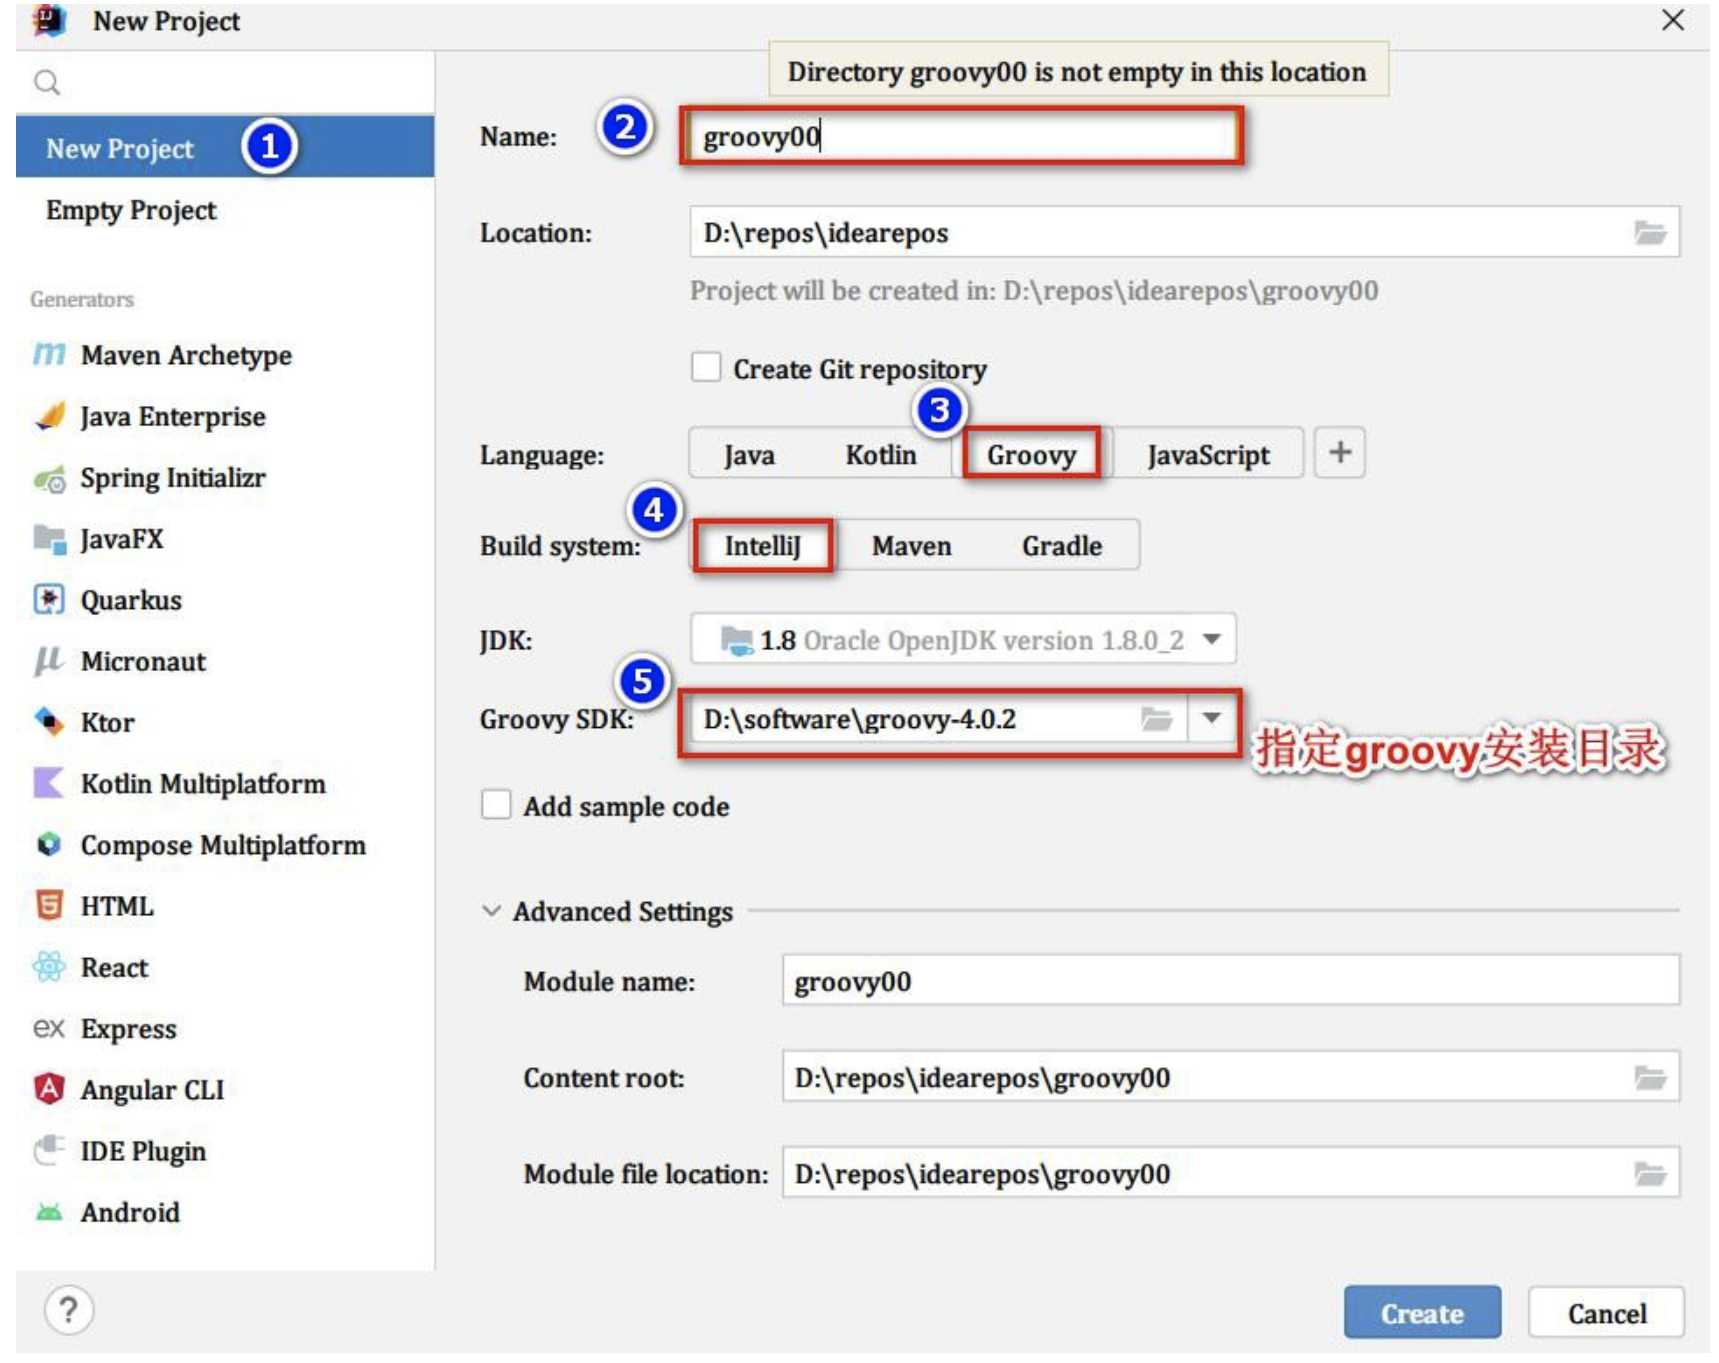 New Project
Directory groovy00 is not empty in this location
New Project
1
Empty Project
Generators
Maven Archetype
Java Enterprise
Spring Initializr
JavaFX
Quarkus
Micronaut
Ktor
Kotlin Multiplatform
Compose Multiplatform
HTML
React
ex Express
Angular CLI
IDE Plugin
Android
Name:
2
groovy00
Location:
D:\repos\idearepos
Project will be created in: D:\repos\idearepos\groovy00
Create Git repository
3
Language:
Java Kotlin Groovy JavaScript +
4
Build system:
IntelliJ Maven Gradle
JDK:
1.8 Oracle OpenJDK version 1.8.0_2
5
Groovy SDK:
D:\software\groovy-4.0.2
指定groovy安装目录
Add sample code
Advanced Settings
Module name:
groovy00
Content root:
D:\repos\idearepos\groovy00
Module file location:
D:\repos\idearepos\groovy00
?
Create
Cancel